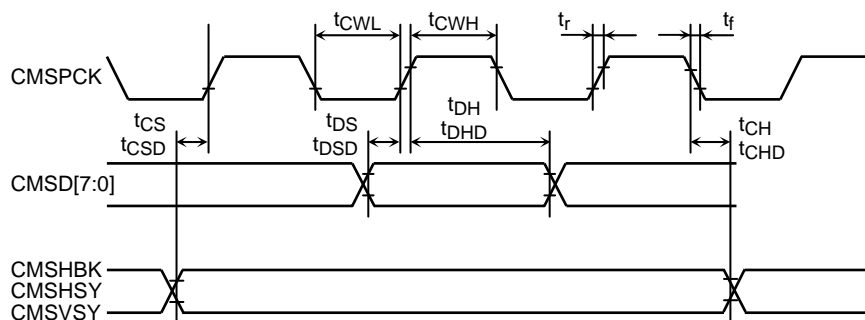 tCWL tCWH tr tf
CMSPCK
tCS tDS tDH tCH
tCSD tDSD tDHD tCHD
CMSD[7:0]
CMSHBK
CMSHSY
CMSVSY